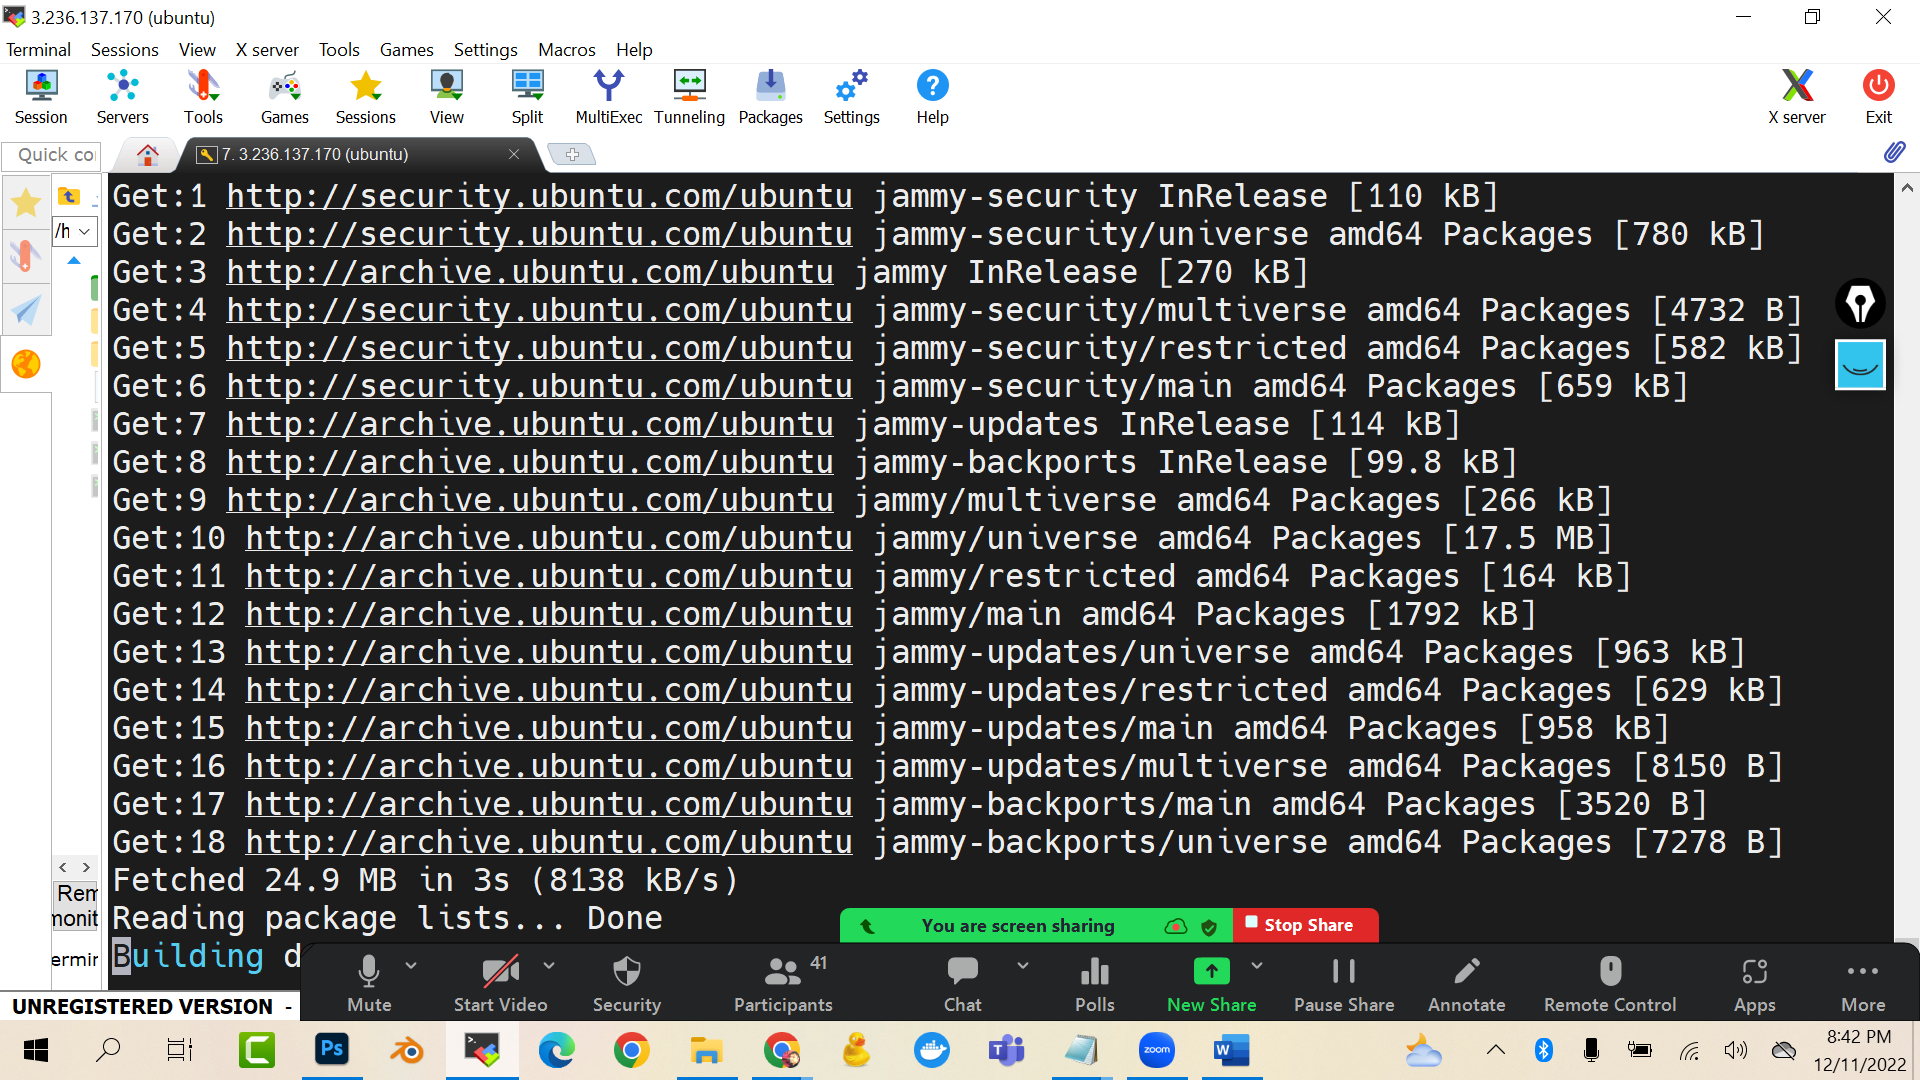 3.236.137.170 (ubuntu)
Terminal Sessions View X server Tools Games Settings Macros Help
Session Servers Tools Games Sessions View Split MultiExec Tunneling Packages Settings Help X server Exit
Quick co
7. 3.236.137.170 (ubuntu)
/h
Get:1 http://security.ubuntu.com/ubuntu jammy-security InRelease [110 kB]
Get:2 http://security.ubuntu.com/ubuntu jammy-security/universe amd64 Packages [780 kB]
Get:3 http://archive.ubuntu.com/ubuntu jammy InRelease [270 kB]
Get:4 http://security.ubuntu.com/ubuntu jammy-security/multiverse amd64 Packages [4732 B]
Get:5 http://security.ubuntu.com/ubuntu jammy-security/restricted amd64 Packages [582 kB]
Get:6 http://security.ubuntu.com/ubuntu jammy-security/main amd64 Packages [659 kB]
Get:7 http://archive.ubuntu.com/ubuntu jammy-updates InRelease [114 kB]
Get:8 http://archive.ubuntu.com/ubuntu jammy-backports InRelease [99.8 kB]
Get:9 http://archive.ubuntu.com/ubuntu jammy/multiverse amd64 Packages [266 kB]
Get:10 http://archive.ubuntu.com/ubuntu jammy/universe amd64 Packages [17.5 MB]
Get:11 http://archive.ubuntu.com/ubuntu jammy/restricted amd64 Packages [164 kB]
Get:12 http://archive.ubuntu.com/ubuntu jammy/main amd64 Packages [1792 kB]
Get:13 http://archive.ubuntu.com/ubuntu jammy-updates/universe amd64 Packages [963 kB]
Get:14 http://archive.ubuntu.com/ubuntu jammy-updates/restricted amd64 Packages [629 kB]
Get:15 http://archive.ubuntu.com/ubuntu jammy-updates/main amd64 Packages [958 kB]
Get:16 http://archive.ubuntu.com/ubuntu jammy-updates/multiverse amd64 Packages [8150 B]
Get:17 http://archive.ubuntu.com/ubuntu jammy-backports/main amd64 Packages [3520 B]
Get:18 http://archive.ubuntu.com/ubuntu jammy-backports/universe amd64 Packages [7278 B]
Fetched 24.9 MB in 3s (8138 kB/s)
Reading package lists... Done
Building d
Rem
monit
ermin
You are screen sharing Stop Share
41
Mute Start Video Security Participants Chat Polls New Share Pause Share Annotate Remote Control Apps More
UNREGISTERED VERSION -
Ps
zoom
W
8:42 PM
12/11/2022